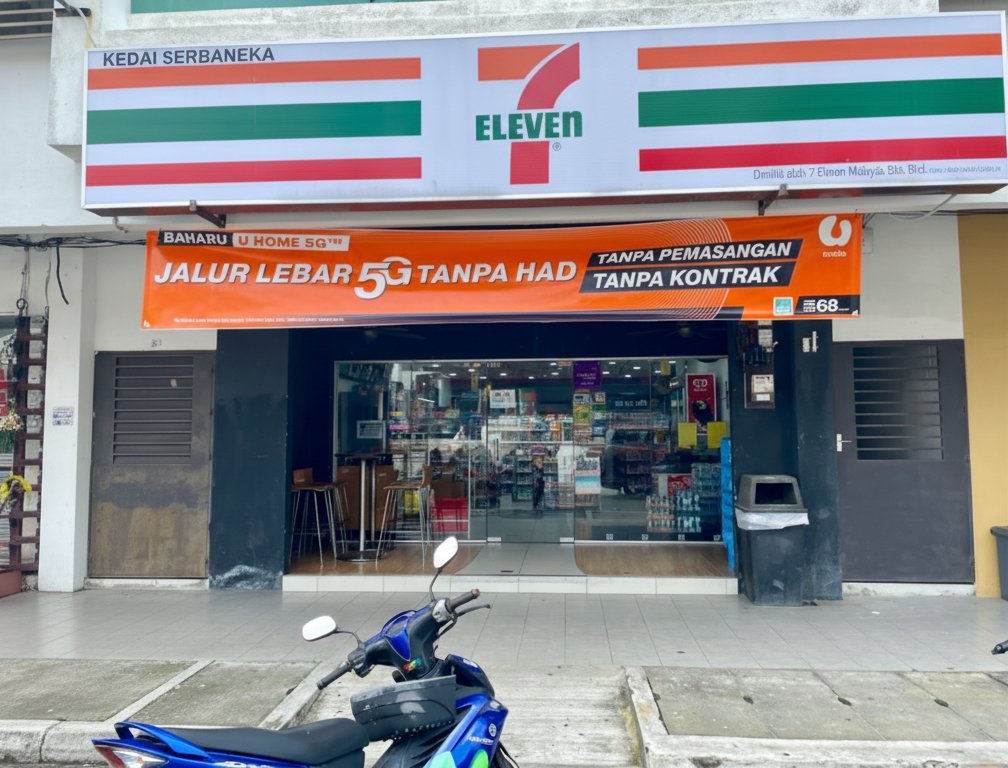 KEDAI SERBANEKA
7
ELEVEn
®
BAHARU U HOME 5G
JALUR LEBAR 5G TANPA HAD
TANPA PEMASANGAN
TANPA KONTRAK
68